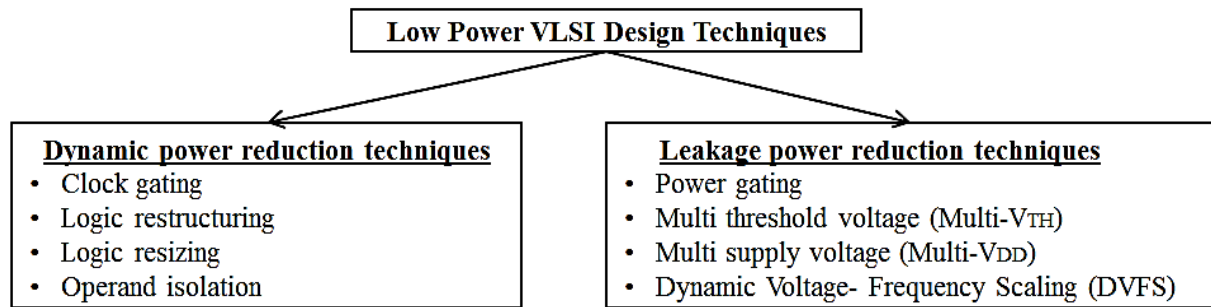 Low Power VLSI Design Techniques
Dynamic power reduction techniques
• Clock gating
• Logic restructuring
• Logic resizing
• Operand isolation
Leakage power reduction techniques
• Power gating
• Multi threshold voltage (Multi-VTH)
• Multi supply voltage (Multi-VDD)
• Dynamic Voltage- Frequency Scaling (DVFS)